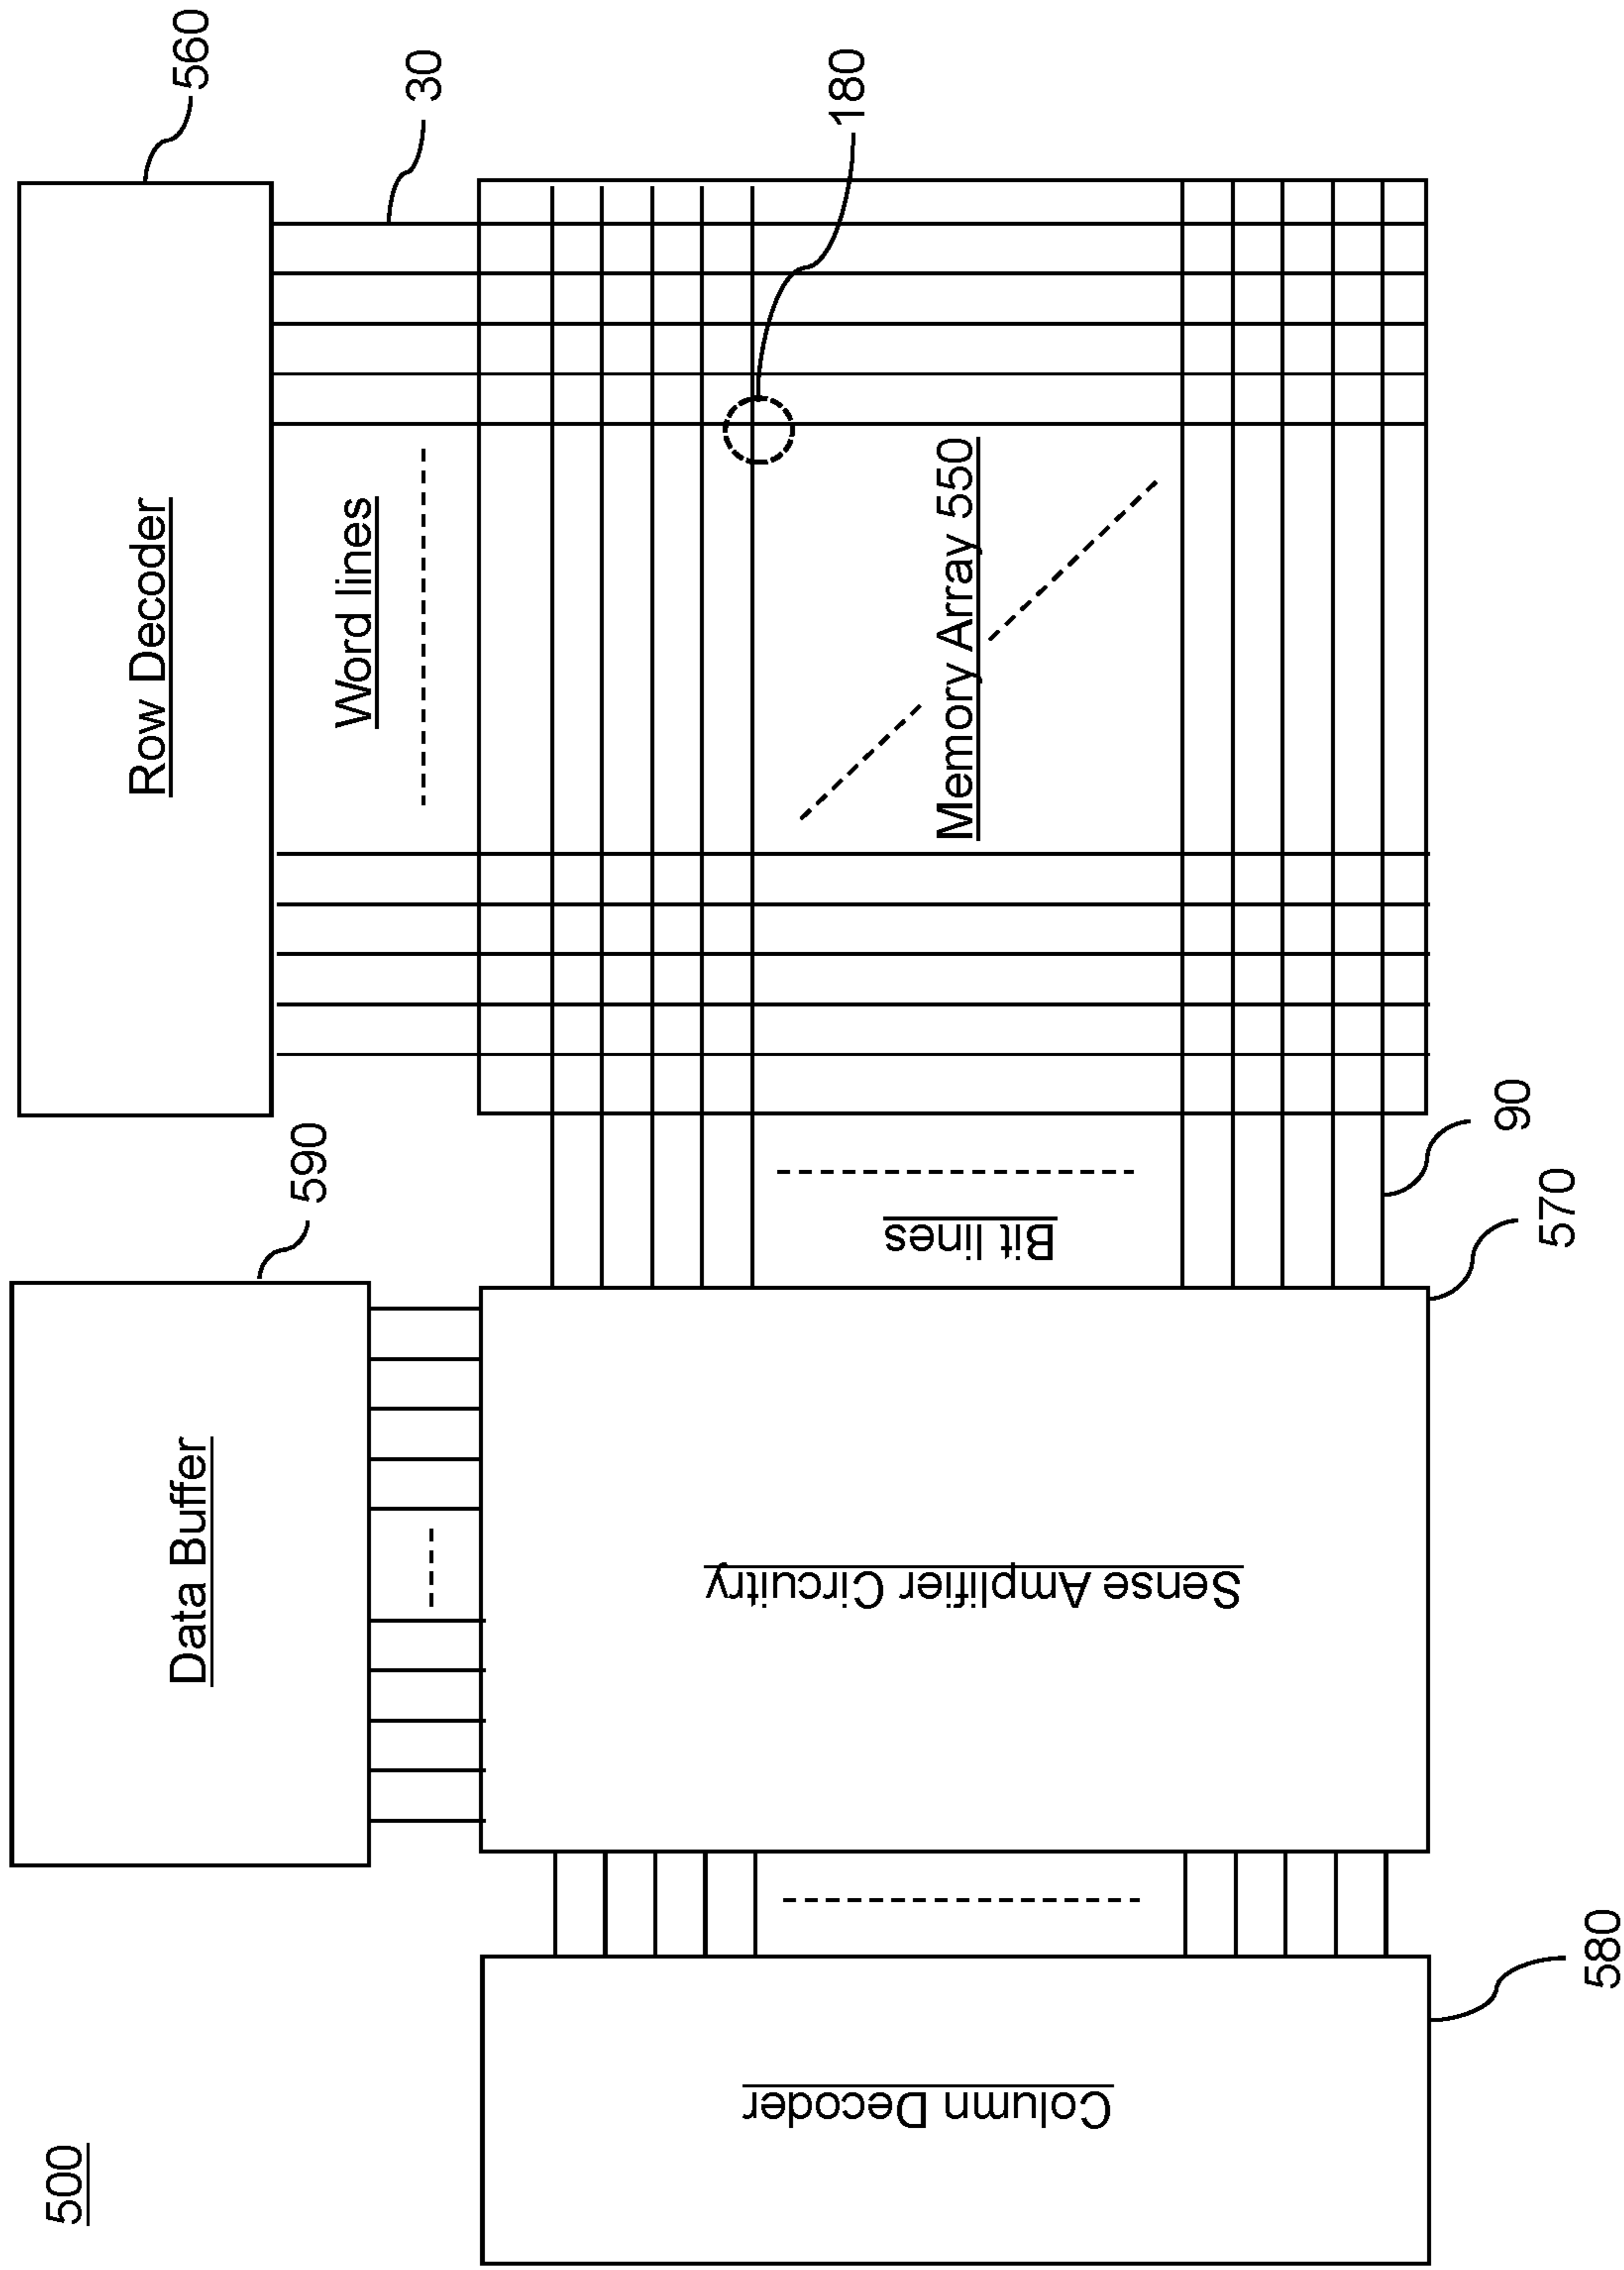 500
Row Decoder
560
Word lines
30
180
Memory Array 550
Data Buffer
590
Bit lines
90
Sense Amplifier Circuitry
570
Column Decoder
580